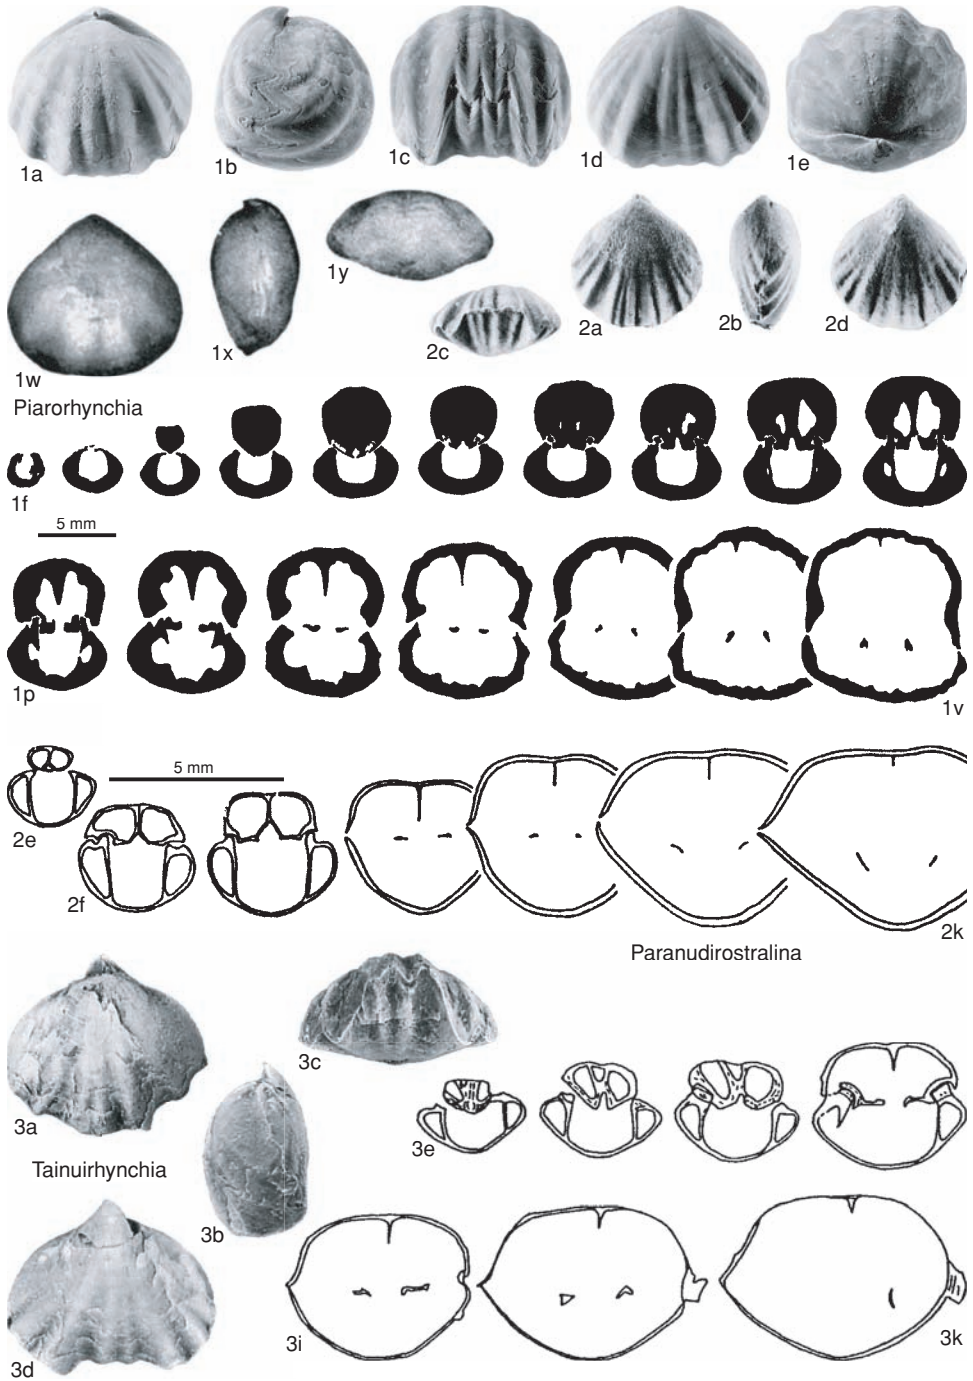 1a
1b
1c
1d
1e
1w
1x
1y
2c
2a
2b
2d
Piarorhynchia
1f
5 mm
1p
1v
2e
5 mm
2f
2k
Paranudirostralina
3a
3c
3e
Tainuirhynchia
3b
3d
3i
3k